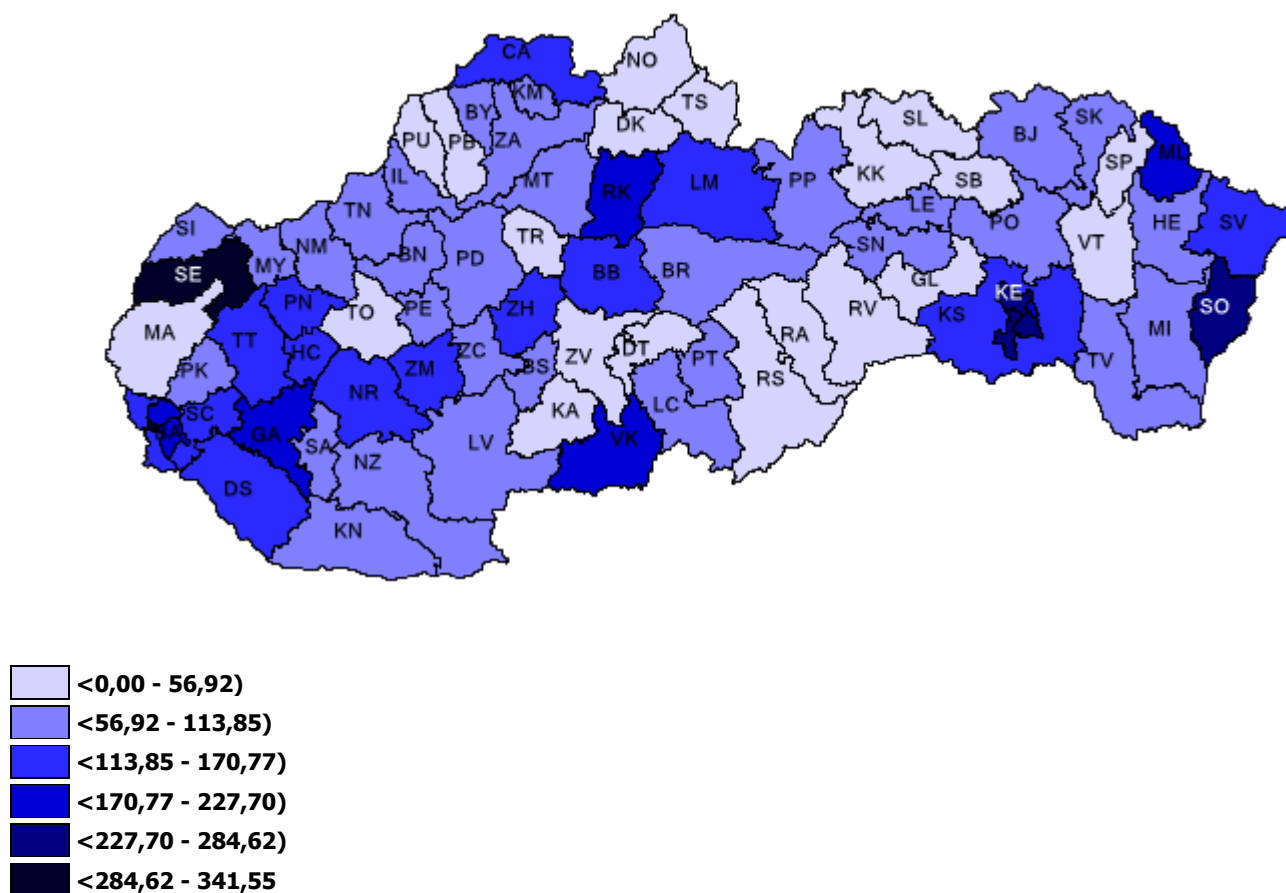 CA
NO
KM
TS
BY
PU
PB
ZA
DK
SL
BJ
SK
SP
ML
IL
MT
RK
LM
PP
KK
SB
LE
PO
HE
SV
TN
SI
NM
MY
BN
PD
TR
SN
VT
SE
BB
BR
GL
KE
SO
PN
TO
PE
ZH
RV
KS
MA
TT
HC
ZM
ZC
BS
ZV
DT
PT
RA
RS
TV
MI
PK
SC
NR
KA
LC
BA
GA
SA
NZ
LV
VK
DS
KN
<0,00 - 56,92)
<56,92 - 113,85)
<113,85 - 170,77)
<170,77 - 227,70)
<227,70 - 284,62)
<284,62 - 341,55